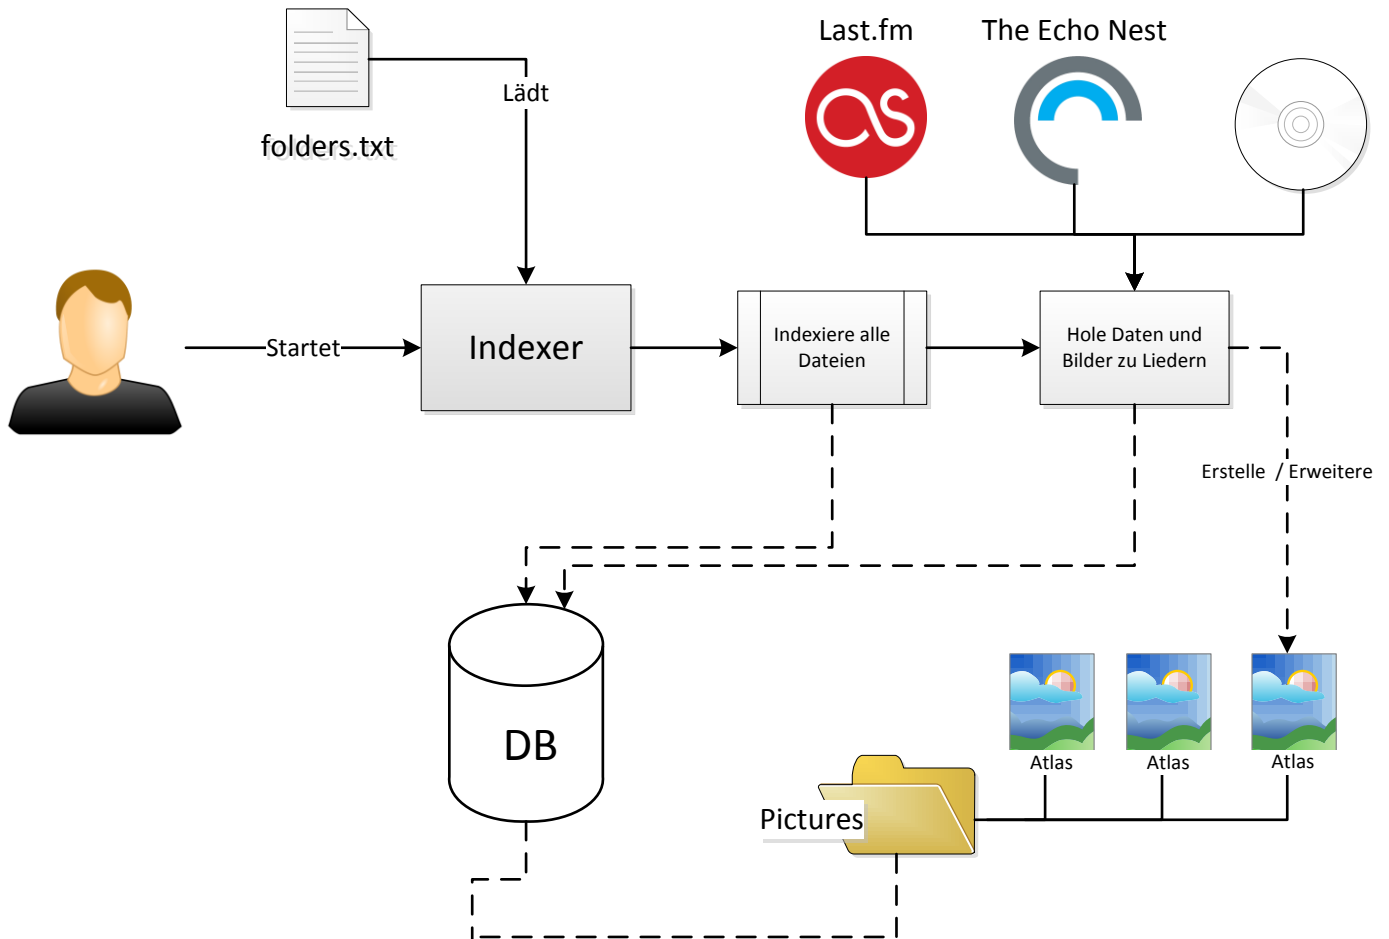 Last.fm
The Echo Nest
Lädt
folders.txt
Startet
Indexer
Indexiere alle
Dateien
Hole Daten und
Bilder zu Liedern
Erstelle / Erweitere
DB
Atlas
Atlas
Atlas
Pictures